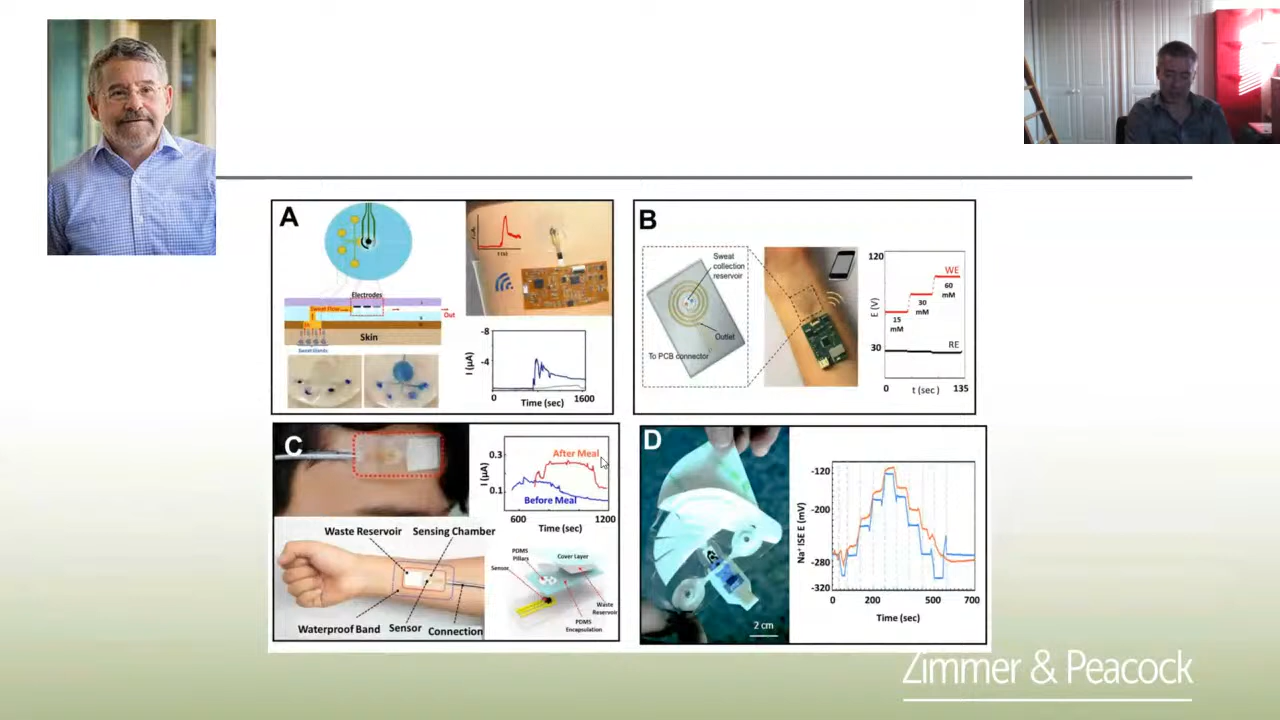 A
Electrodes
Sweat Flow
Out
Skin
Sweat glands
I (μA)
-8
-4
0
1600
Time (sec)
B
Sweat
collection
reservoir
Outlet
To PCB connector
120
E (V)
30
WE
60
mM
30
mM
15
mM
RE
0
t (sec)
135
C
0.3
I (μA)
0.1
After Meal
Before Meal
600
1200
Time (sec)
Waste Reservoir
Sensing Chamber
Waterproof Band
Sensor
Connection
PDMS
Pillars
Cover Layer
Sensor
Waste
Reservoir
PDMS
Encapsulation
D
2 cm
-120
-200
-280
-320
Na⁺ ISE E (mV)
0
200
500
700
Time (sec)
Zimmer & Peacock